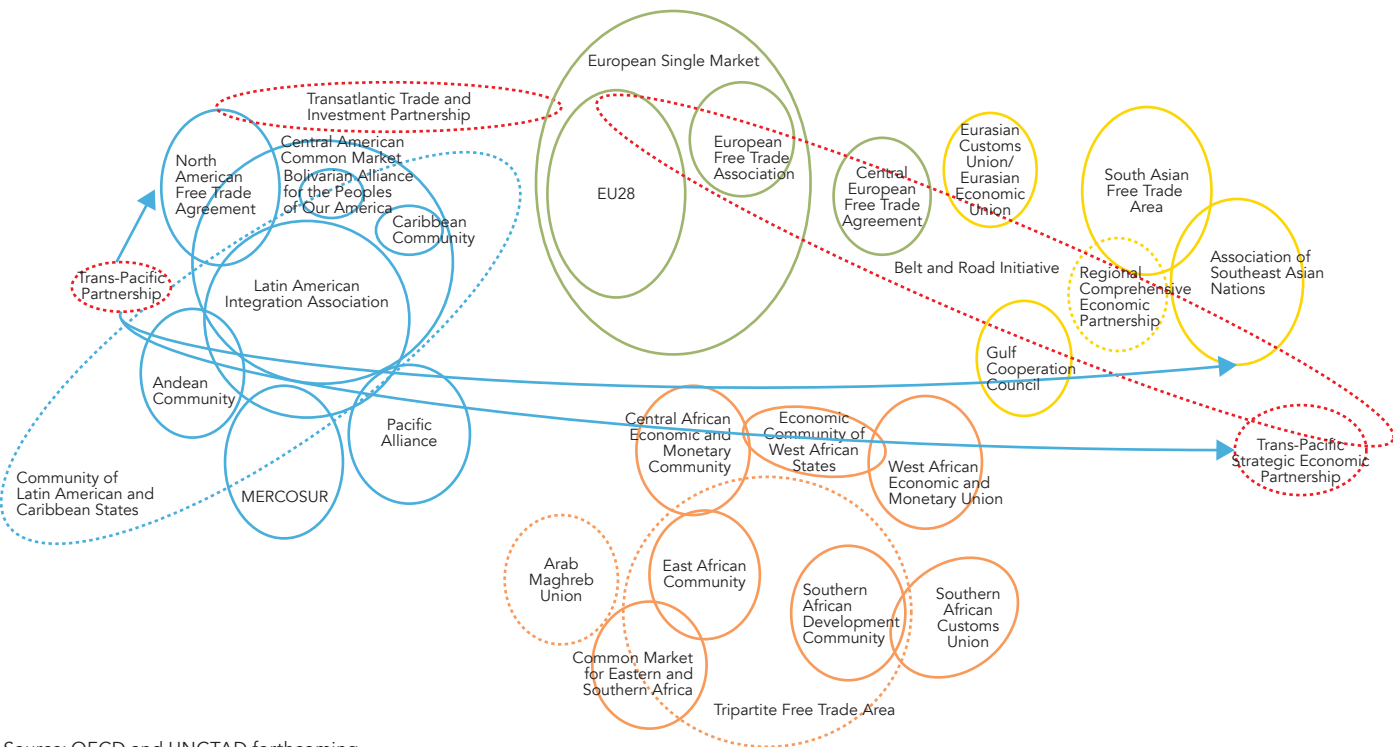 European Single Market
Transatlantic Trade and
Investment Partnership
Central American
Common Market
Bolivarian Alliance
for the Peoples
of Our America
North
American
Free Trade
Agreement
Caribbean
Community
EU28
European
Free Trade
Association
Central
European
Free Trade
Agreement
Eurasian
Customs
Union/
Eurasian
Economic
Union
South Asian
Free Trade
Area
Trans-Pacific
Partnership
Latin American
Integration Association
Belt and Road Initiative
Regional
Comprehensive
Economic
Partnership
Association of
Southeast Asian
Nations
Andean
Community
Gulf
Cooperation
Council
Pacific
Alliance
Central African
Economic and
Monetary
Community
Economic
Community of
West African
States
West African
Economic and
Monetary Union
Trans-Pacific
Strategic Economic
Partnership
Community of
Latin American and
Caribbean States
MERCOSUR
Arab
Maghreb
Union
East African
Community
Southern
African
Development
Community
Southern
African
Customs
Union
Common Market
for Eastern and
Southern Africa
Tripartite Free Trade Area
Source: OECD and UNCTAD forthcoming